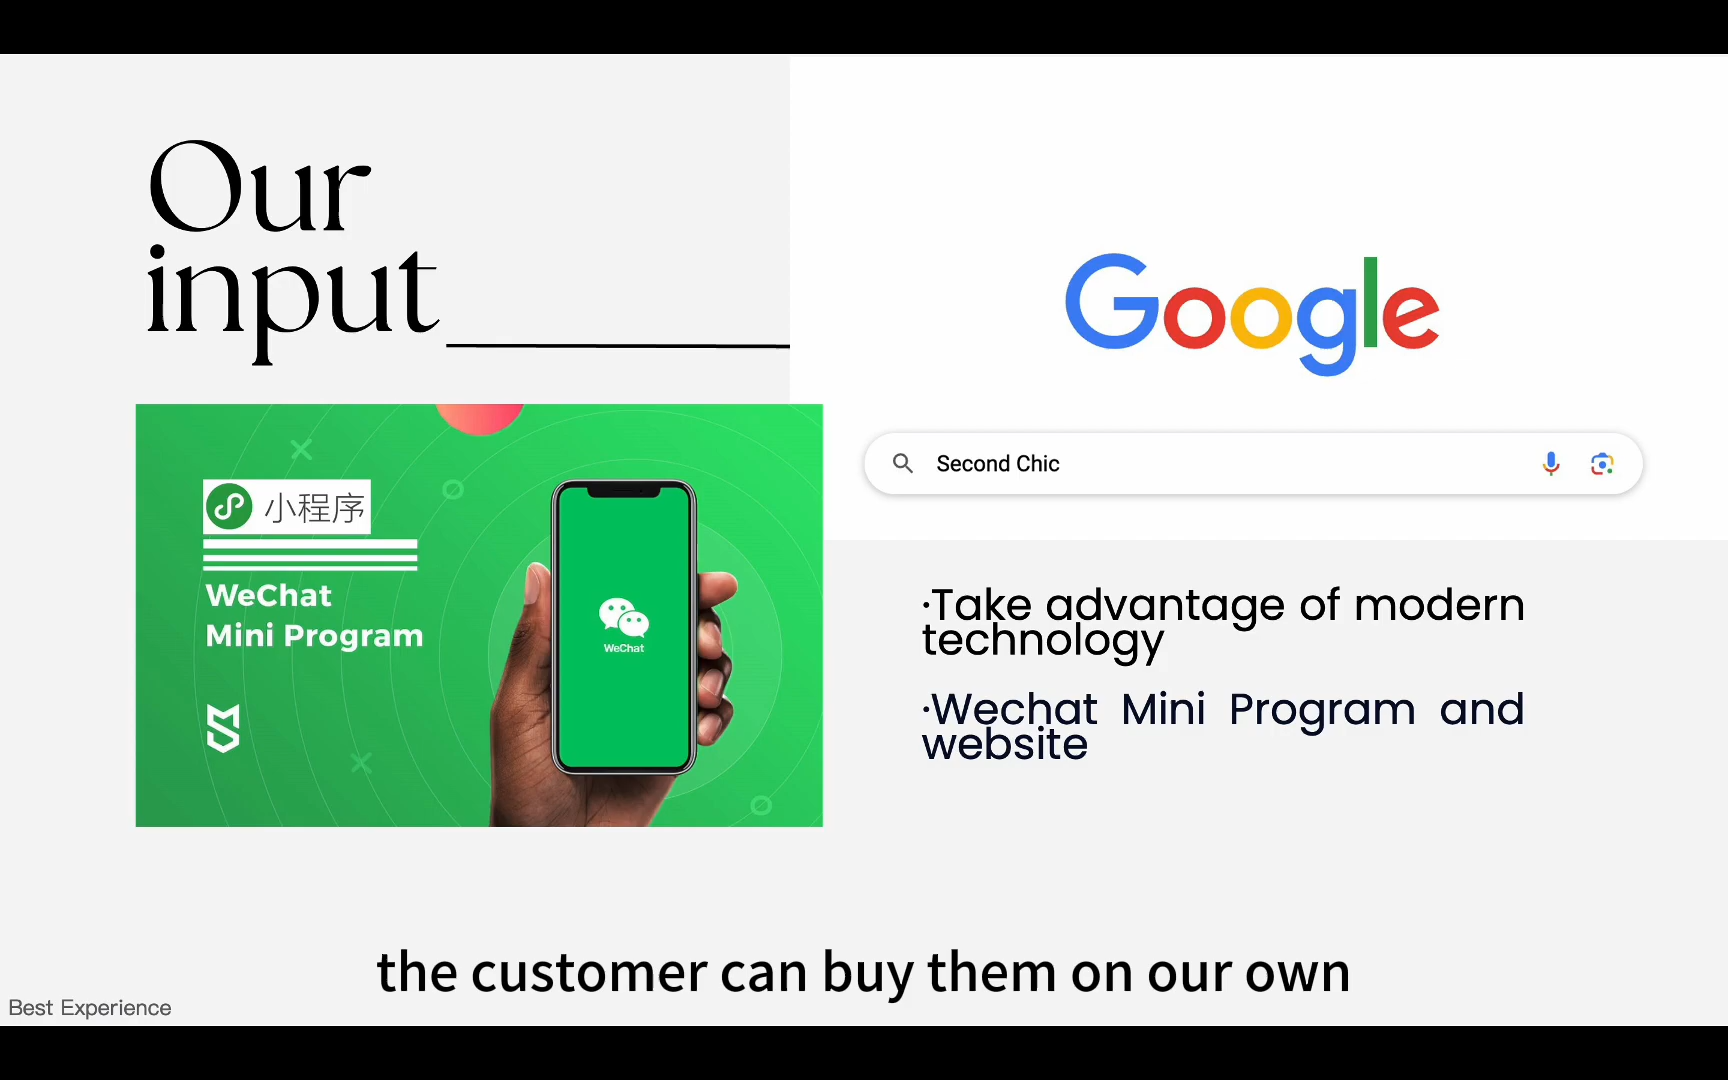 Our
input
Google
Second Chic
小程序
WeChat
Mini Program
WeChat
·Take advantage of modern
technology
·Wechat Mini Program and
website
the customer can buy them on our own
Best Experience